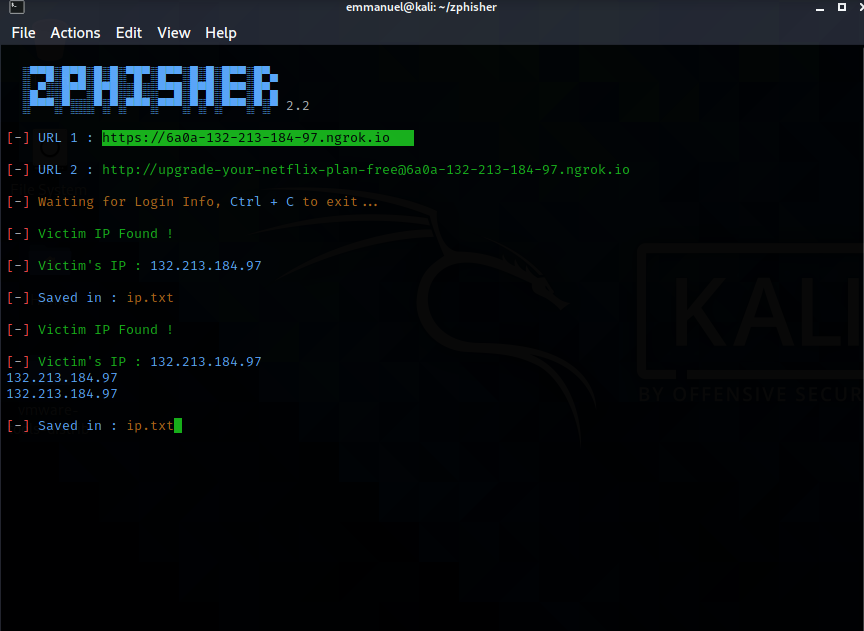 emmanuel@kali: ~/zphisher
File Actions Edit View Help
ZPHISHER 2.2
[-] URL 1 : https://6a0a-132-213-184-97.ngrok.io
[-] URL 2 : http://upgrade-your-netflix-plan-free@6a0a-132-213-184-97.ngrok.io
[-] Waiting for Login Info, Ctrl + C to exit...
[-] Victim IP Found !
[-] Victim's IP : 132.213.184.97
[-] Saved in : ip.txt
[-] Victim IP Found !
[-] Victim's IP : 132.213.184.97
132.213.184.97
132.213.184.97
[-] Saved in : ip.txt
KALI
BY OFFENSIVE SECUR